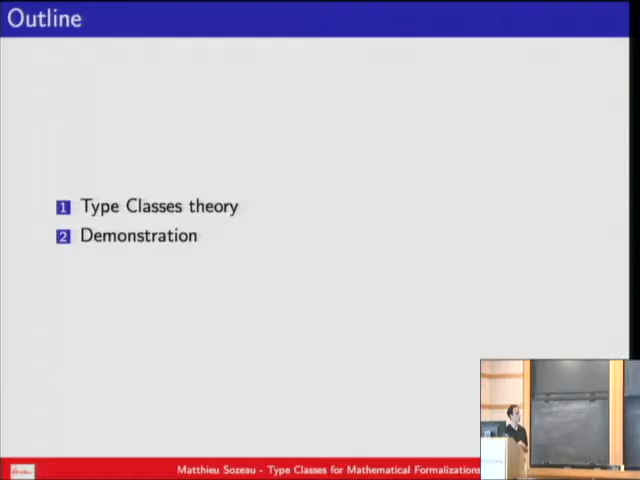 Outline
1 Type Classes theory
2 Demonstration
Matthieu Sozeau - Type Classes for Mathematical Formalizations